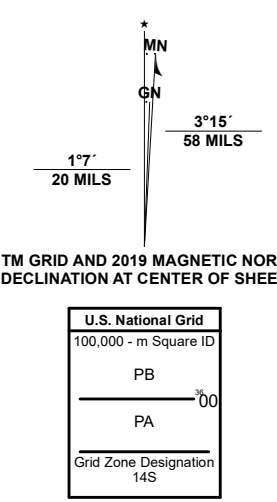 MN
GN
3°15´
58 MILS
1°7´
20 MILS
TM GRID AND 2019 MAGNETIC NOR
DECLINATION AT CENTER OF SHEE
U.S. National Grid
100,000 - m Square ID
PB
3600
PA
Grid Zone Designation
14S